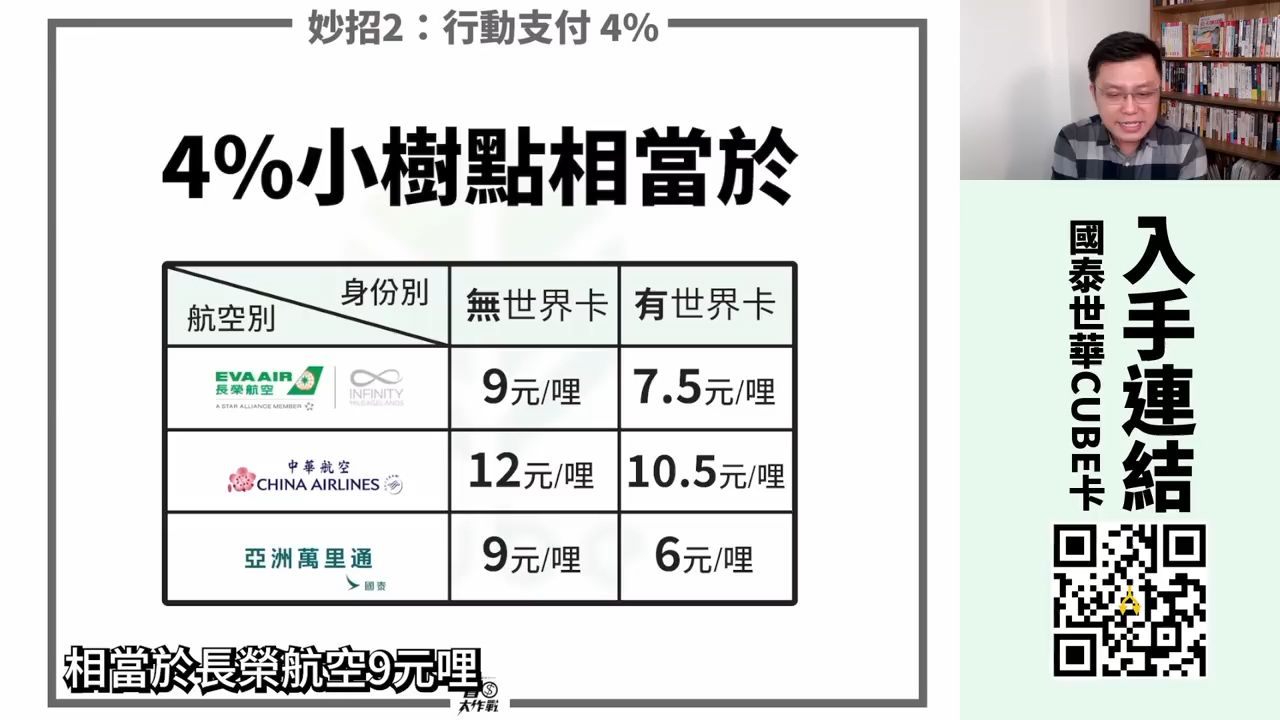 妙招2：行動支付 4%
4%小樹點相當於
身份別
航空別
無世界卡
有世界卡
EVA AIR
長榮航空
A STAR ALLIANCE MEMBER
INFINITY
MILEAGELANDS
9元/哩
7.5元/哩
中華航空
CHINA AIRLINES
12元/哩
10.5元/哩
亞洲萬里通
國泰
9元/哩
6元/哩
相當於長榮航空9元哩
大作戰
入手連結
國泰世華CUBE卡